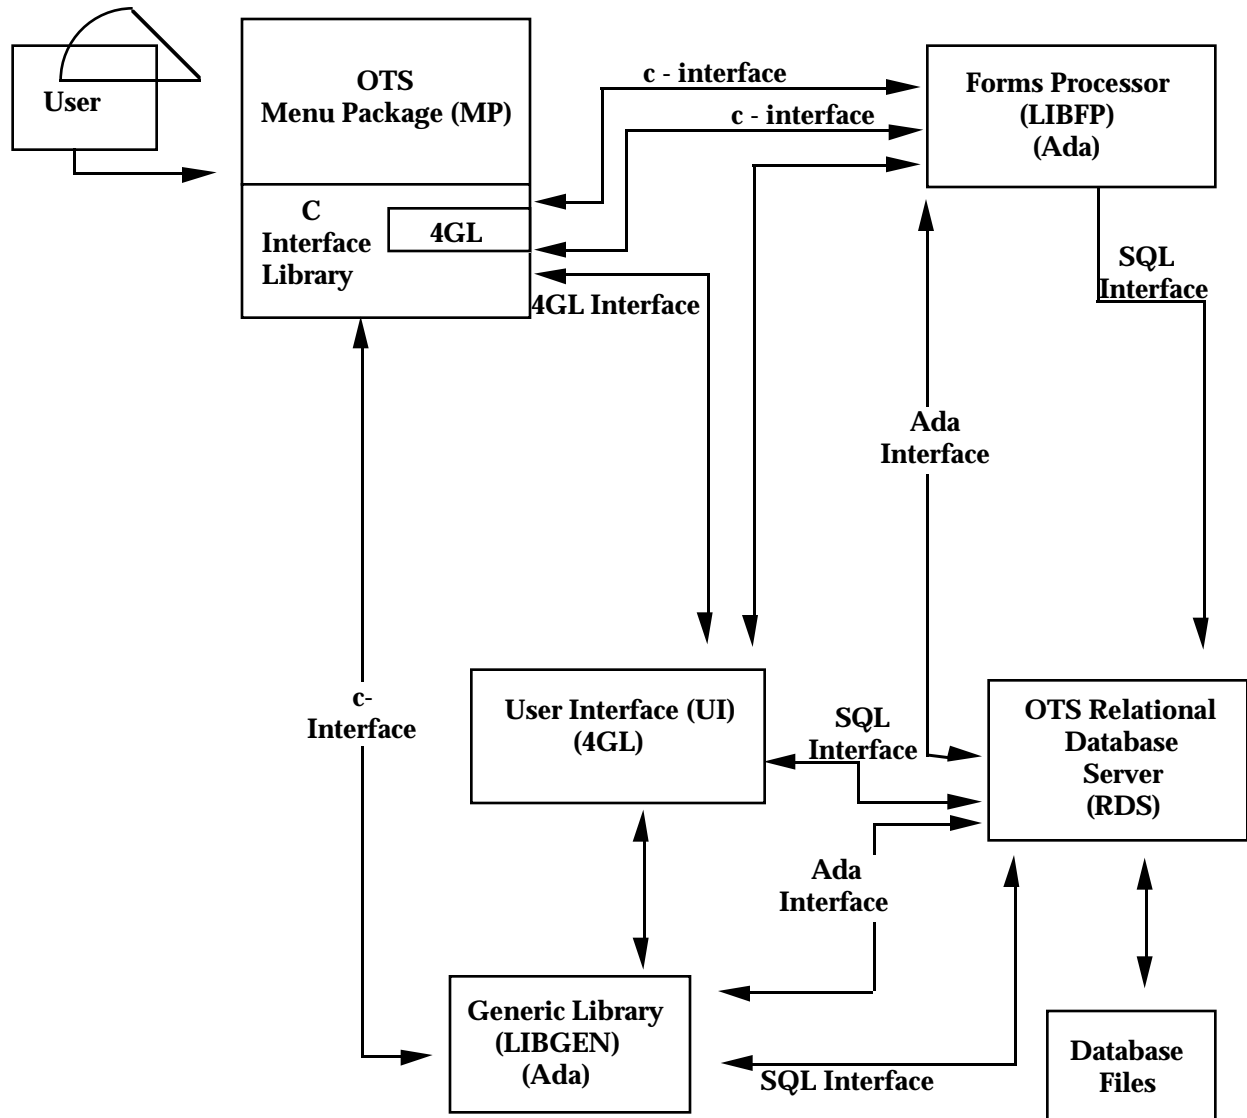 User
OTS
Menu Package (MP)
C
Interface
Library
4GL
c - interface
c - interface
4GL Interface
Forms Processor
(LIBFP)
(Ada)
SQL
Interface
Ada
Interface
c-
Interface
User Interface (UI)
(4GL)
SQL
Interface
OTS Relational
Database
Server
(RDS)
Ada
Interface
Generic Library
(LIBGEN)
(Ada)
SQL Interface
Database
Files